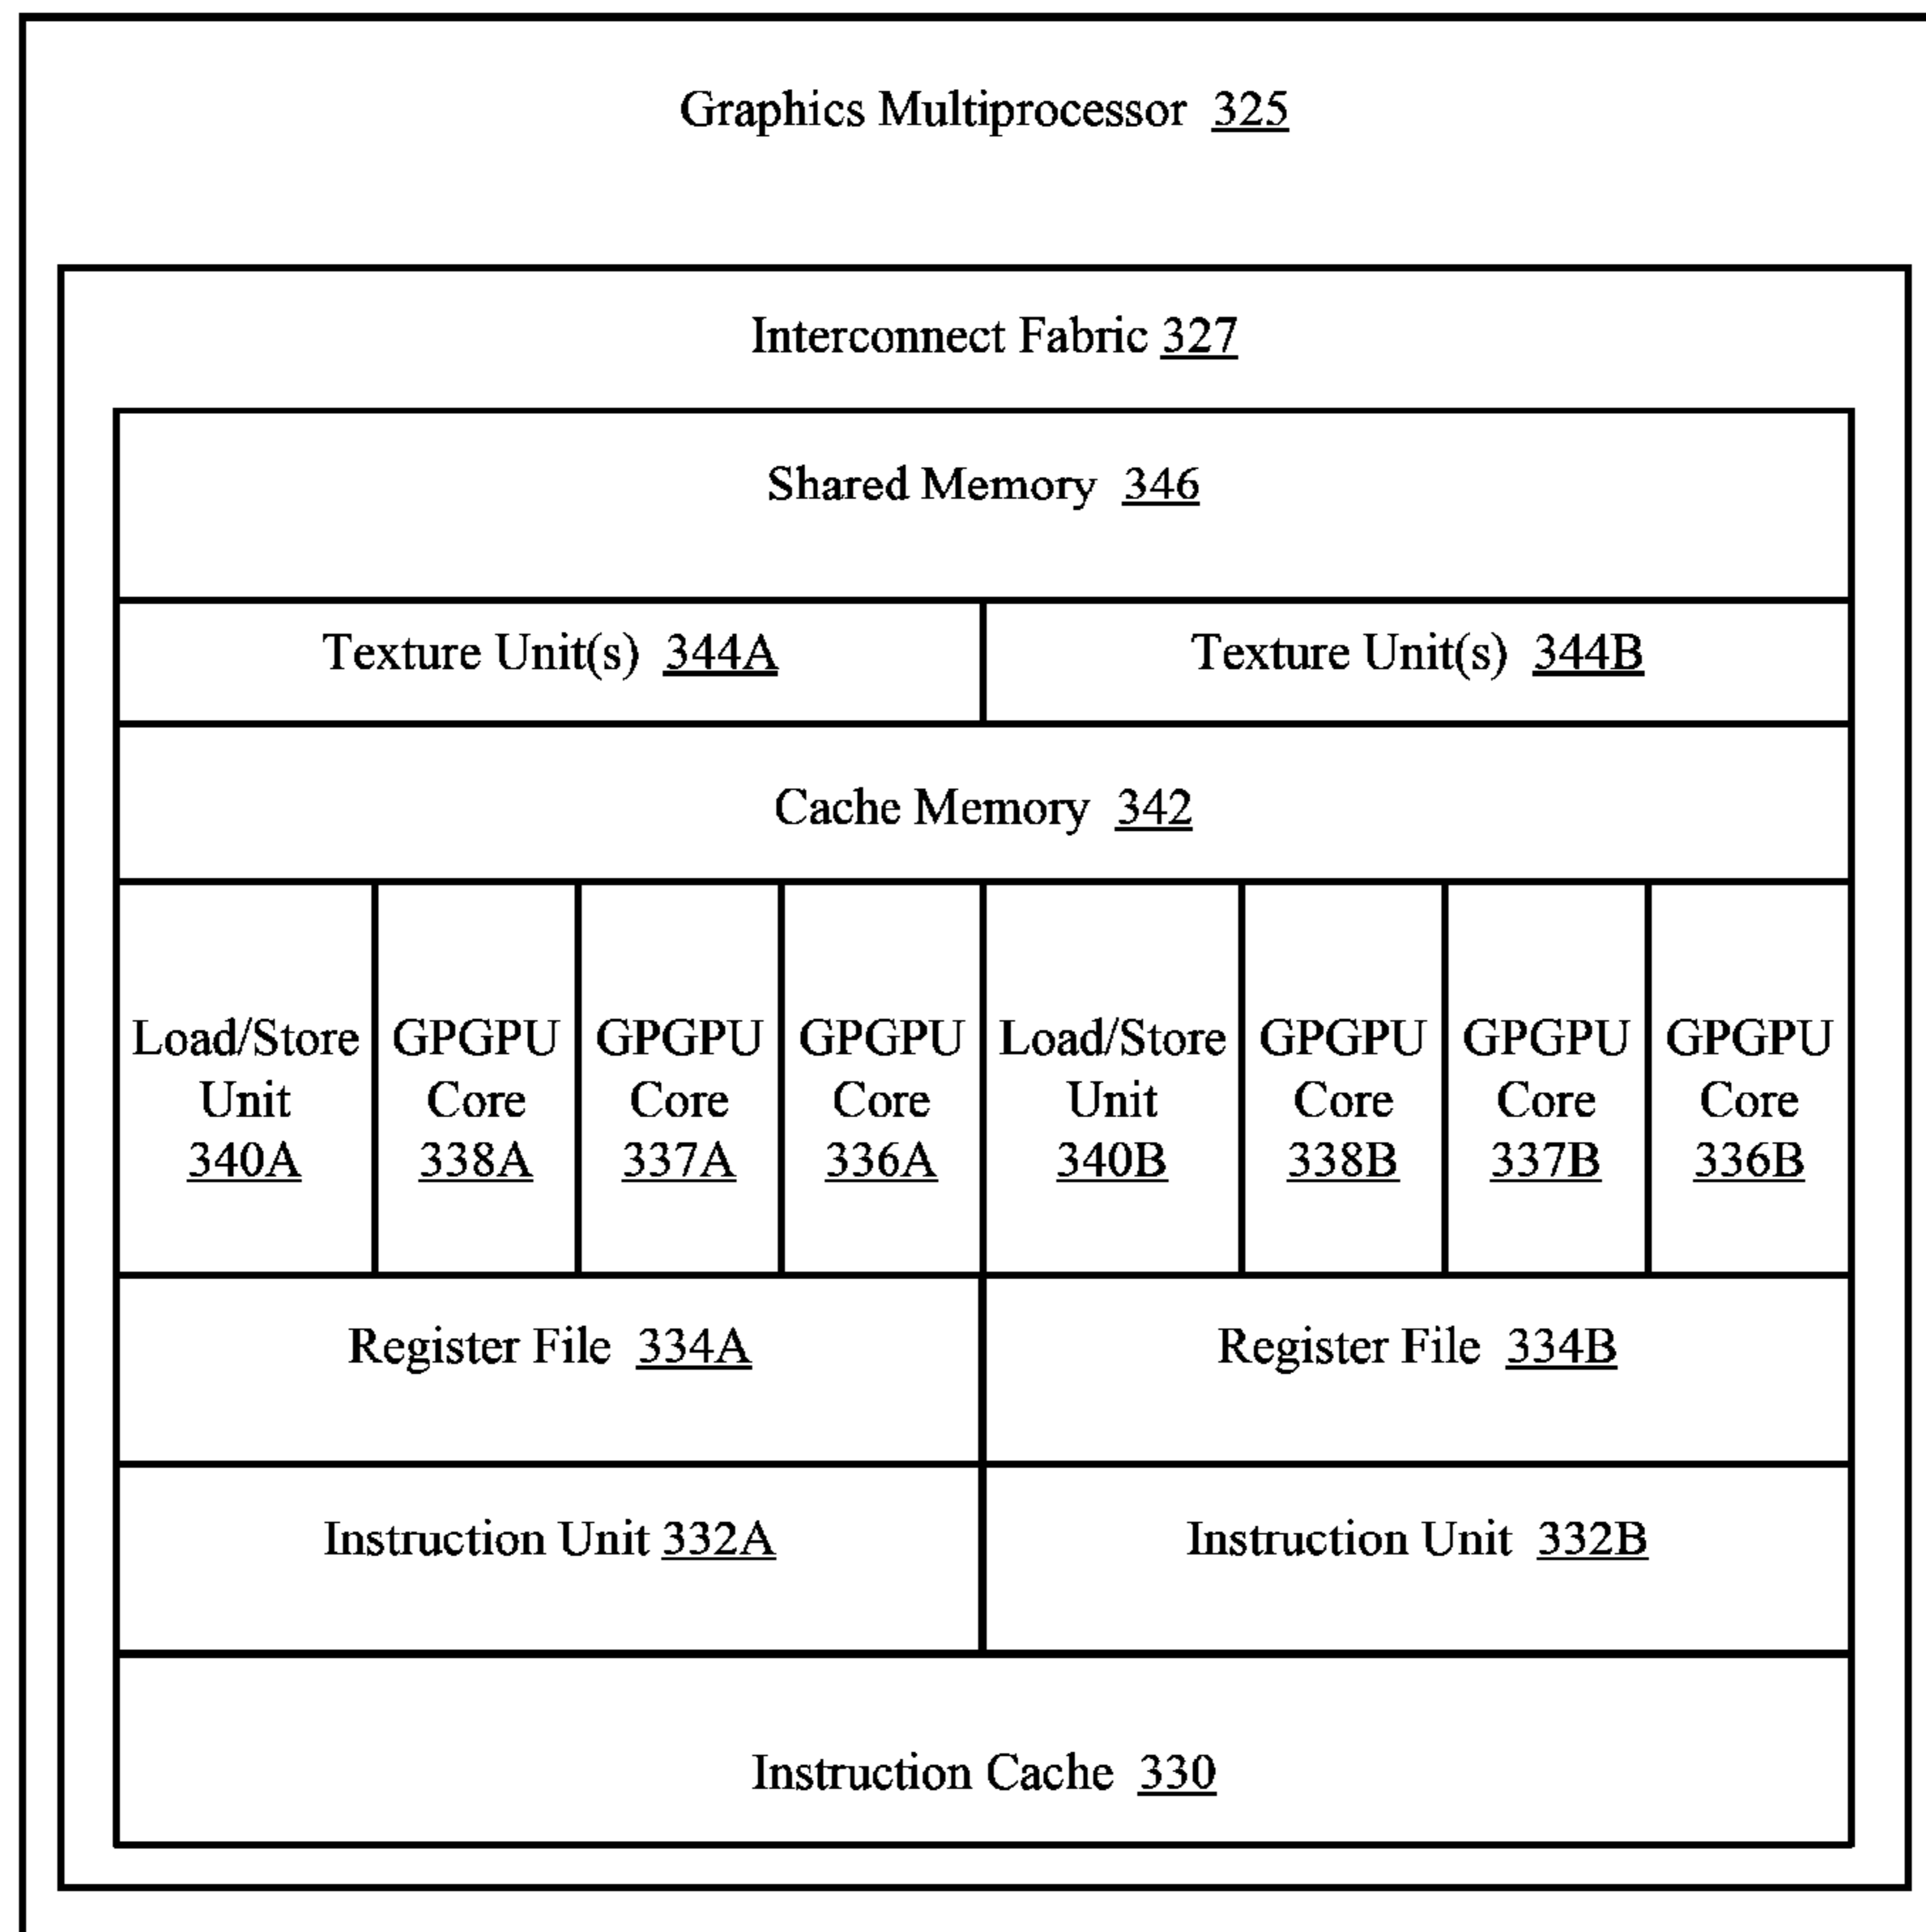 Graphics Multiprocessor 325
Interconnect Fabric 327
Shared Memory 346
Texture Unit(s) 344A
Texture Unit(s) 344B
Cache Memory 342
Load/Store
Unit
340A
GPGPU
Core
338A
GPGPU
Core
337A
GPGPU
Core
336A
Load/Store
Unit
340B
GPGPU
Core
338B
GPGPU
Core
337B
GPGPU
Core
336B
Register File 334A
Register File 334B
Instruction Unit 332A
Instruction Unit 332B
Instruction Cache 330